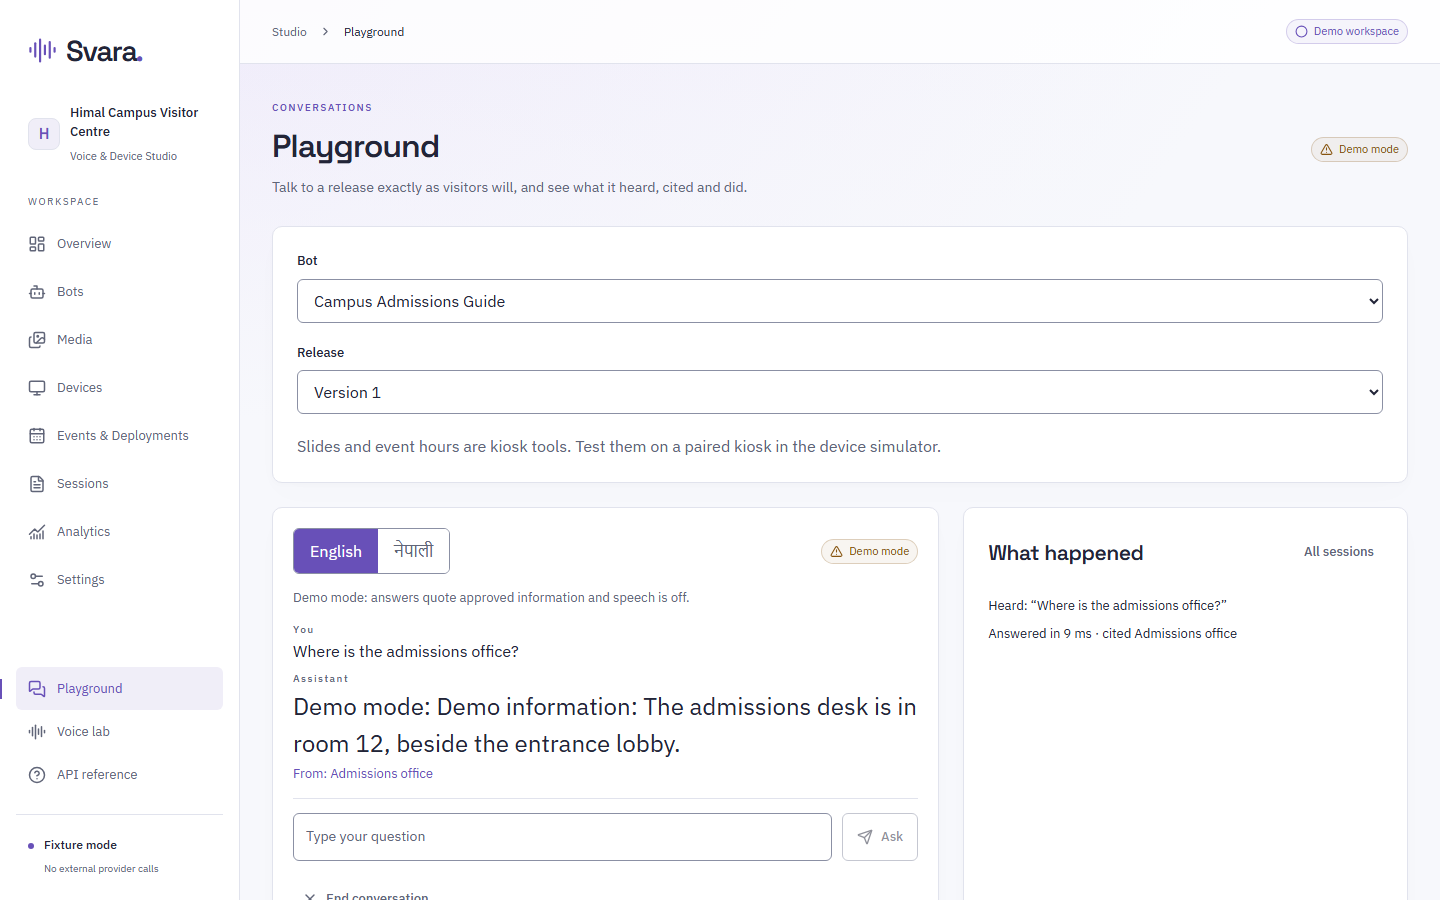 Svara.
H
Himal Campus Visitor
Centre
Voice & Device Studio
WORKSPACE
Overview
Bots
Media
Devices
Events & Deployments
Sessions
Analytics
Settings
Playground
Voice lab
API reference
Fixture mode
No external provider calls
Studio
Playground
Demo workspace
CONVERSATIONS
Playground
Demo mode
Talk to a release exactly as visitors will, and see what it heard, cited and did.
Bot
Campus Admissions Guide
Release
Version 1
Slides and event hours are kiosk tools. Test them on a paired kiosk in the device simulator.
English
नेपाली
Demo mode
Demo mode: answers quote approved information and speech is off.
You
Where is the admissions office?
Assistant
Demo mode: Demo information: The admissions desk is in
room 12, beside the entrance lobby.
From: Admissions office
Type your question
Ask
End conversation
What happened
All sessions
Heard: “Where is the admissions office?”
Answered in 9 ms · cited Admissions office